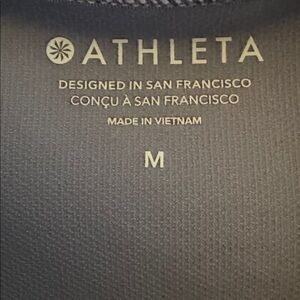 ATHLETA
DESIGNED IN SAN FRANCISCO
CONÇU À SAN FRANCISCO
MADE IN VIETNAM
M